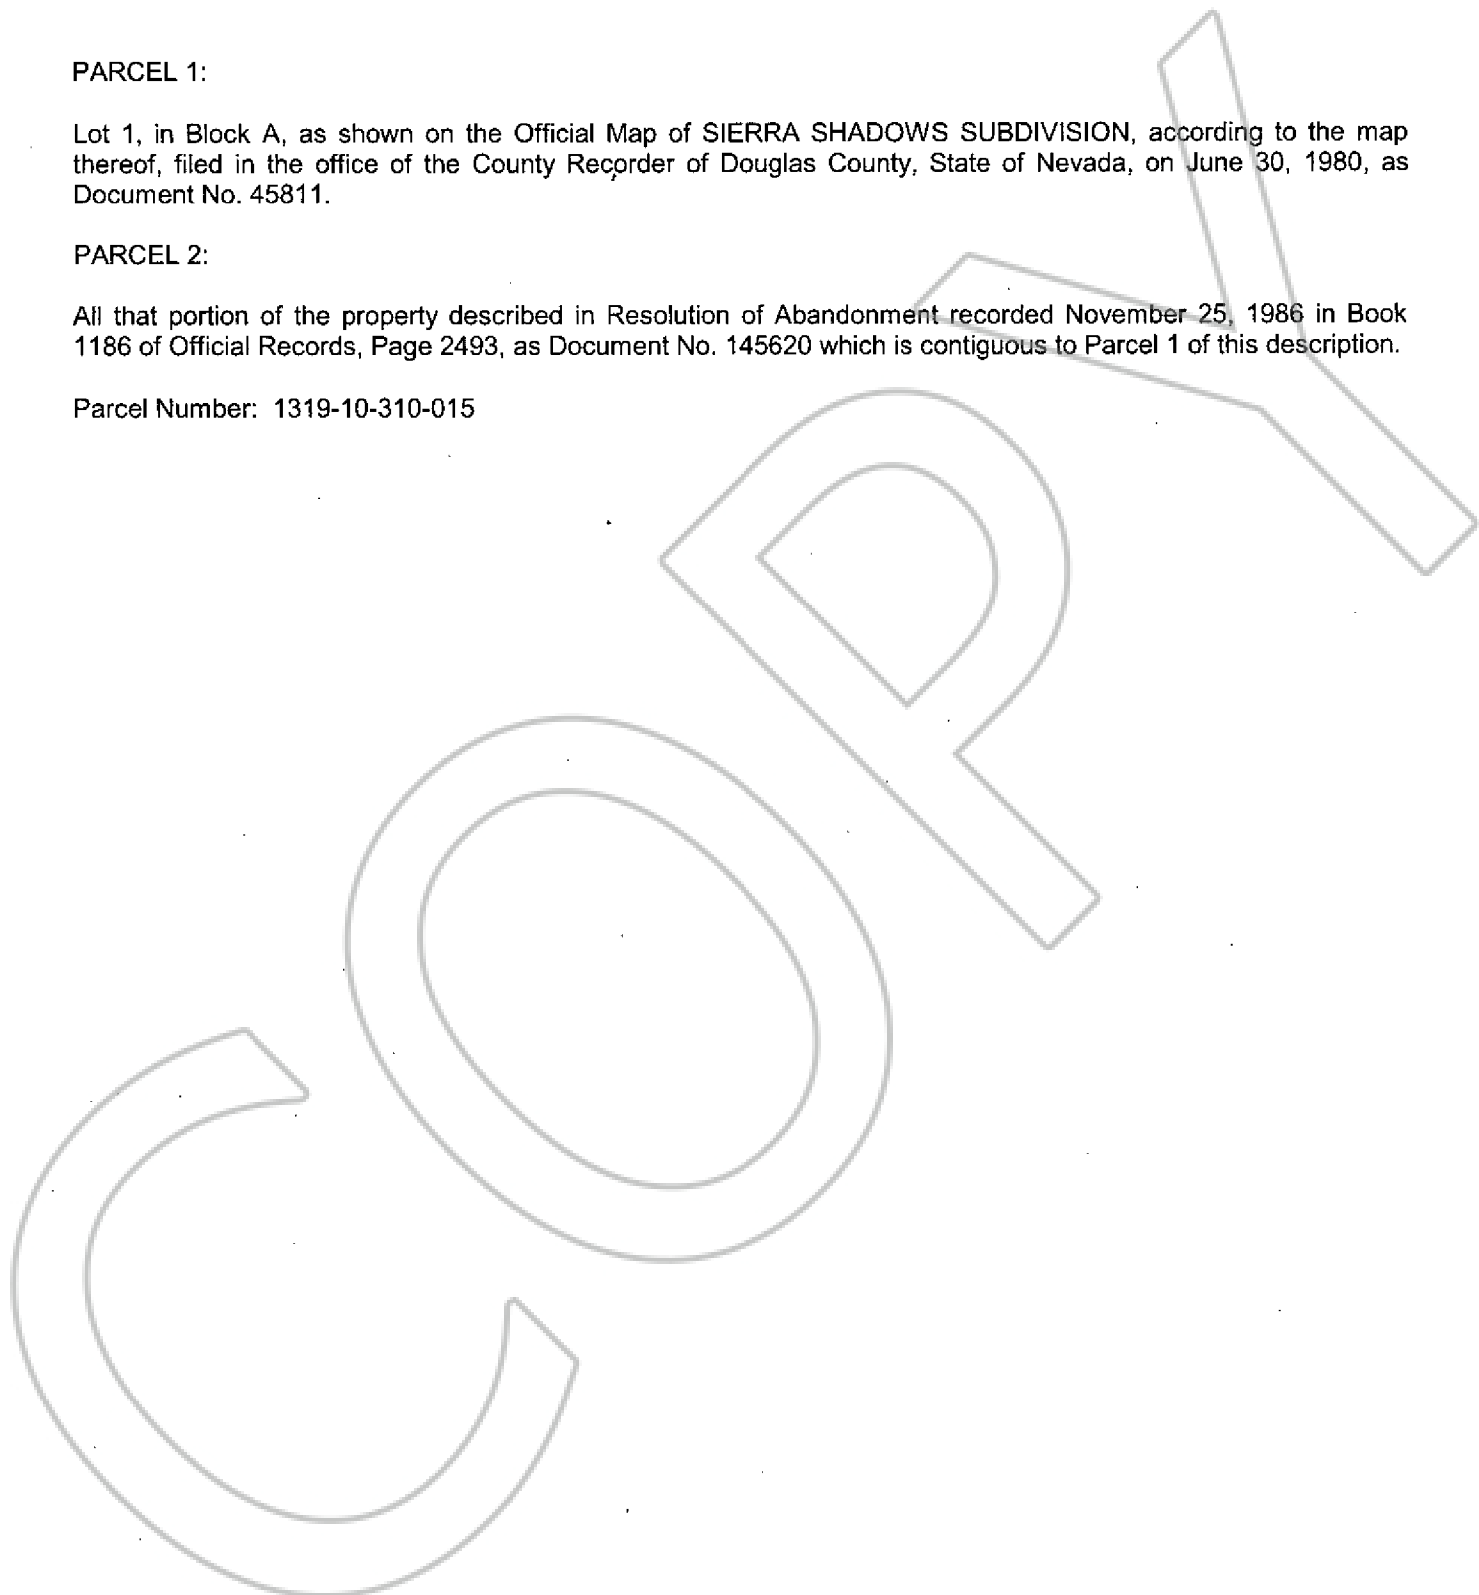 PARCEL 1:
Lot 1, in Block A, as shown on the Official Map of SIERRA SHADOWS SUBDIVISION, according to the map
thereof, filed in the office of the County Recorder of Douglas County, State of Nevada, on June 30, 1980, as
Document No. 45811.
PARCEL 2:
All that portion of the property described in Resolution of Abandonment recorded November 25, 1986 in Book
1186 of Official Records, Page 2493, as Document No. 145620 which is contiguous to Parcel 1 of this description.
Parcel Number: 1319-10-310-015
COPY